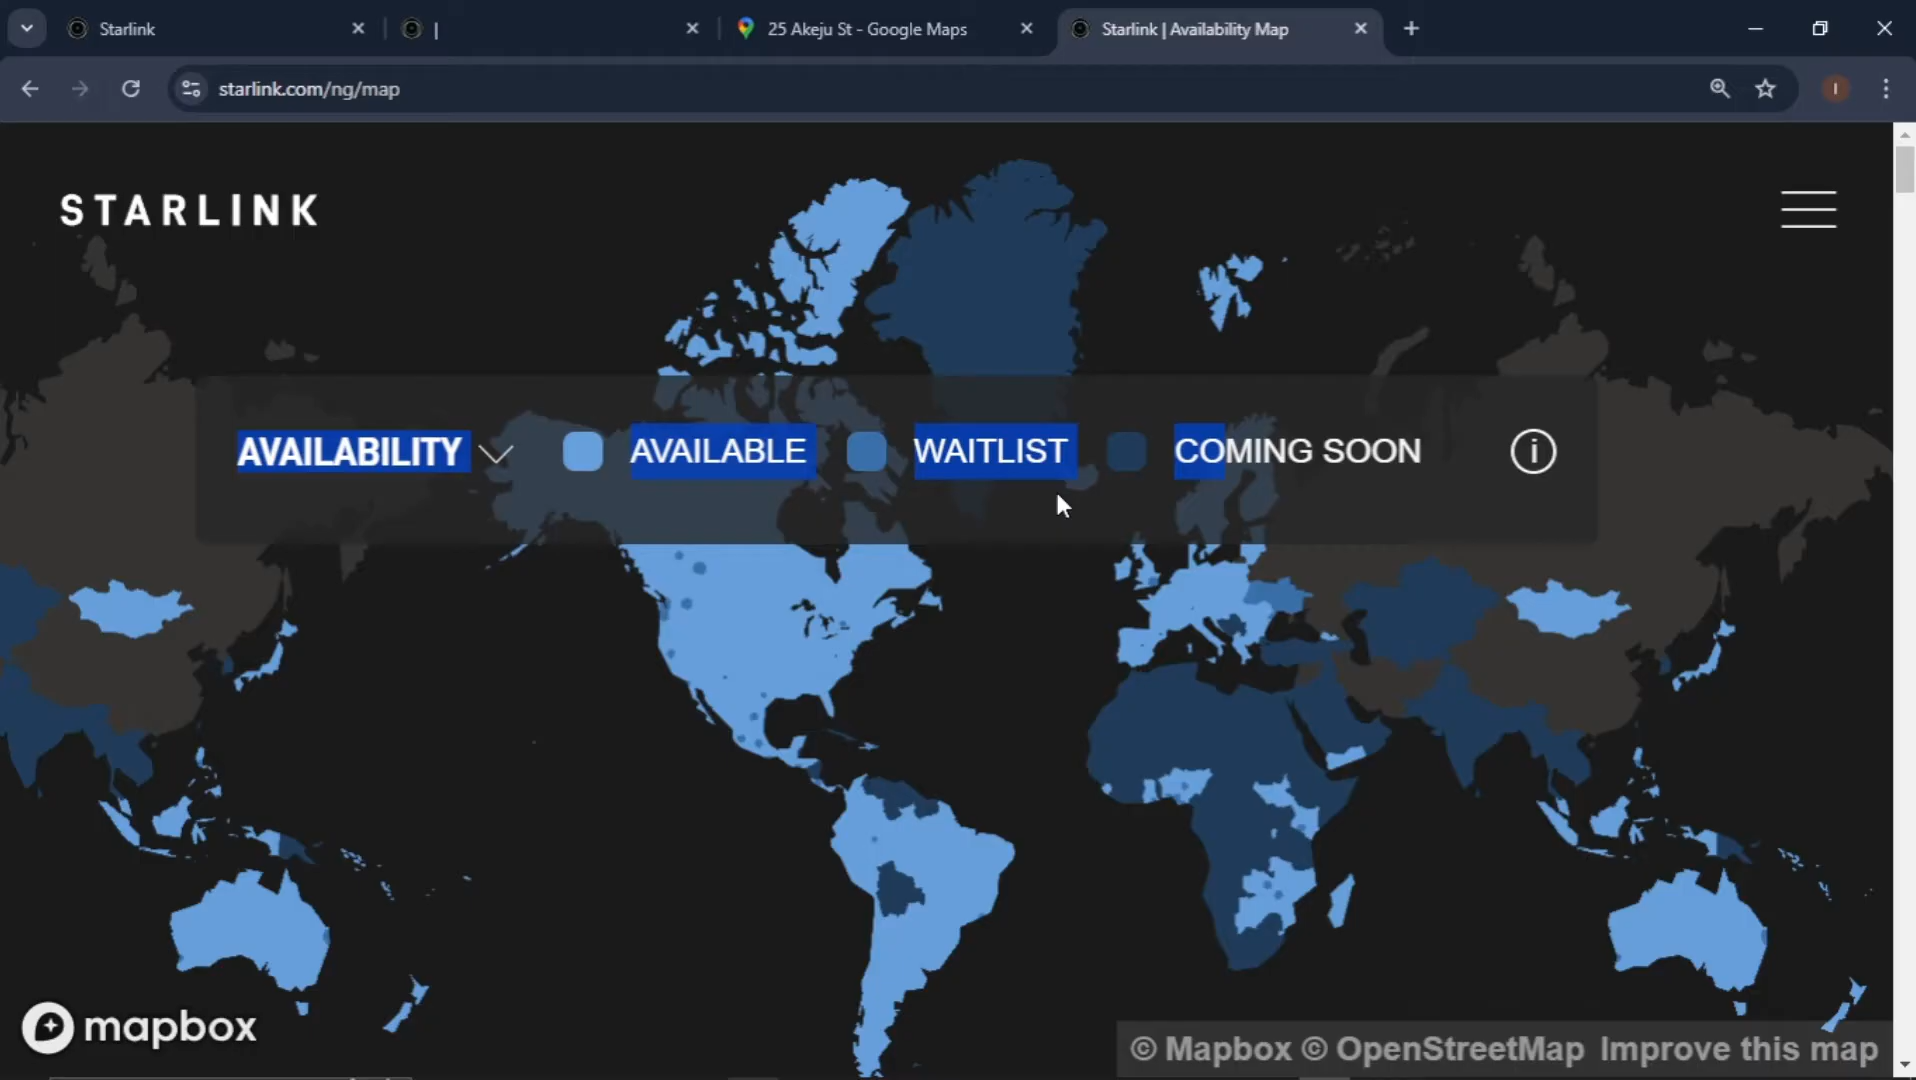 Starlink
|
25 Akeju St - Google Maps
Starlink | Availability Map
starlink.com/ng/map
I
STARLINK
AVAILABILITY
AVAILABLE
WAITLIST
COMING SOON
mapbox
© Mapbox © OpenStreetMap Improve this map